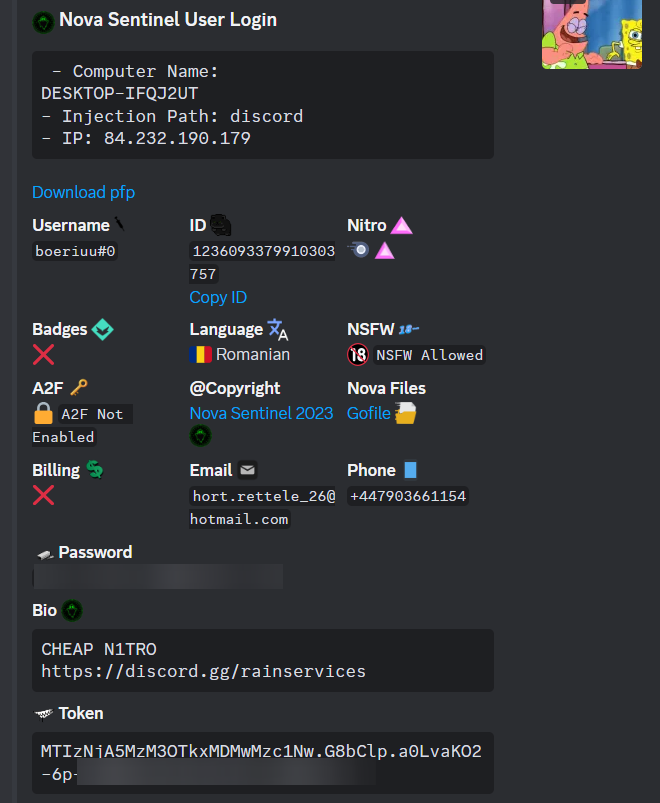 Nova Sentinel User Login
- Computer Name:
DESKTOP-IFQJ2UT
- Injection Path: discord
- IP: 84.232.190.179
Download pfp
Username ID Nitro
boeriuu#0 1236093379910303
757
Copy ID
Badges Language NSFW
Romanian 18 NSFW Allowed
A2F @Copyright Nova Files
A2F Not Nova Sentinel 2023 Gofile
Enabled
Billing Email Phone
hort.rettele_26@ +447903661154
hotmail.com
Password
Bio
CHEAP N1TRO
https://discord.gg/rainservices
Token
MTIzNjA5MzM3OTkxMDMwMzc1Nw.G8bClp.a0LvaKO2
-6p-